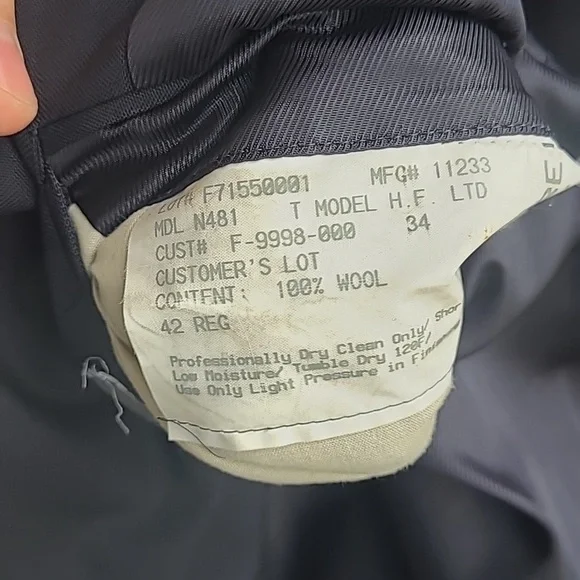 LOT# F71550001 MFG# 11233
MDL N481 T MODEL H.F. LTD
CUST# F-9998-000 34
CUSTOMER'S LOT
CONTENT: 100% WOOL
42 REG
Professionally Dry Clean Only/ Shor
Low Moisture/ Tumble Dry 120F/
Use Only Light Pressure in